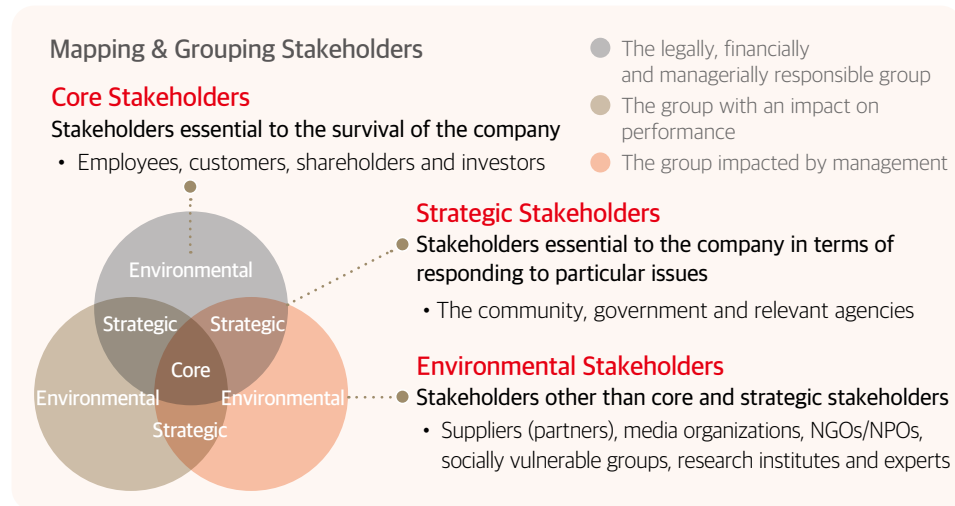 Mapping & Grouping Stakeholders
The legally, financially
and managerially responsible group
The group with an impact on
performance
The group impacted by management
Core Stakeholders
Stakeholders essential to the survival of the company
• Employees, customers, shareholders and investors
Strategic Stakeholders
Stakeholders essential to the company in terms of
responding to particular issues
• The community, government and relevant agencies
Environmental Stakeholders
Stakeholders other than core and strategic stakeholders
• Suppliers (partners), media organizations, NGOs/NPOs,
socially vulnerable groups, research institutes and experts
Environmental
Strategic
Strategic
Core
Environmental
Environmental
Strategic